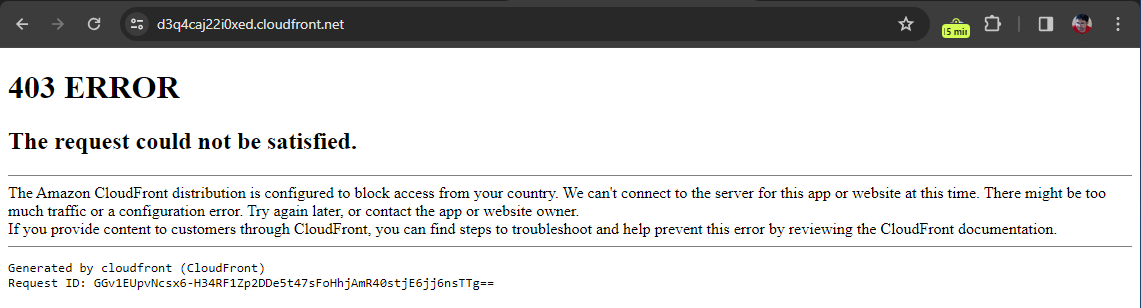 d3q4caj22i0xed.cloudfront.net
5 min
403 ERROR
The request could not be satisfied.
The Amazon CloudFront distribution is configured to block access from your country. We can't connect to the server for this app or website at this time. There might be too
much traffic or a configuration error. Try again later, or contact the app or website owner.
If you provide content to customers through CloudFront, you can find steps to troubleshoot and help prevent this error by reviewing the CloudFront documentation.
Generated by cloudfront (CloudFront)
Request ID: GGv1EUpvNcsx6-H34RF1Zp2DDe5t47sFoHhjAmR40stjE6jj6nsTTg==